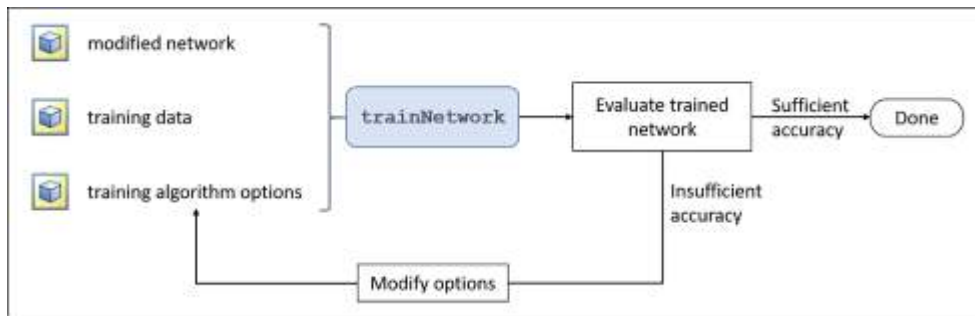 modified network
training data
training algorithm options
trainNetwork
Evaluate trained
network
Sufficient
accuracy
Done
Insufficient
accuracy
Modify options